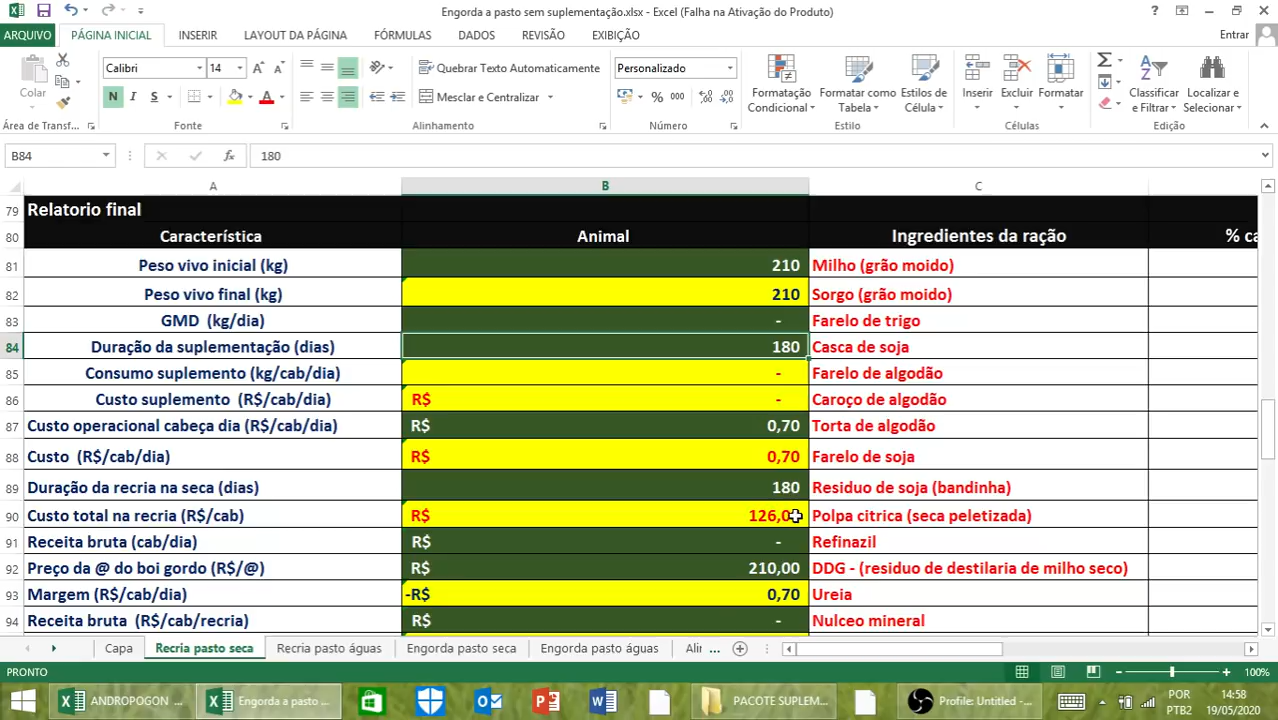 Engorda a pasto sem suplementação.xlsx - Excel (Falha na Ativação do Produto)
ARQUIVO PÁGINA INICIAL INSERIR LAYOUT DA PÁGINA FÓRMULAS DADOS REVISÃO EXIBIÇÃO Entrar
Colar
Calibri 14
N I S
Quebrar Texto Automaticamente
Mesclar e Centralizar
Personalizado
% 000
Formatação Condicional
Formatar como Tabela
Estilos de Célula
Inserir Excluir Formatar
Classificar e Filtrar
Localizar e Selecionar
Área de Transf... Fonte Alinhamento Número Estilo Células Edição
B84 fx 180
A B C
79 Relatorio final
80 Característica Animal Ingredientes da ração % ca
81 Peso vivo inicial (kg) 210 Milho (grão moido)
82 Peso vivo final (kg) 210 Sorgo (grão moido)
83 GMD (kg/dia) - Farelo de trigo
84 Duração da suplementação (dias) 180 Casca de soja
85 Consumo suplemento (kg/cab/dia) - Farelo de algodão
86 Custo suplemento (R$/cab/dia) R$ - Caroço de algodão
87 Custo operacional cabeça dia (R$/cab/dia) R$ 0,70 Torta de algodão
88 Custo (R$/cab/dia) R$ 0,70 Farelo de soja
89 Duração da recria na seca (dias) 180 Residuo de soja (bandinha)
90 Custo total na recria (R$/cab) R$ Polpa citrica (seca peletizada)
91 Receita bruta (cab/dia) R$ - Refinazil
92 Preço da @ do boi gordo (R$/@) R$ 210,00 DDG - (residuo de destilaria de milho seco)
93 Margem (R$/cab/dia) -R$ 0,70 Ureia
94 Receita bruta (R$/cab/recria) R$ - Nulceo mineral
Capa Recria pasto seca Recria pasto águas Engorda pasto seca Engorda pasto águas Alir ...
PRONTO 100%
ANDROPOGON ... Engorda a pasto ... PACOTE SUPLEM... Profile: Untitled - ... POR 14:58
PTB2 19/05/2020